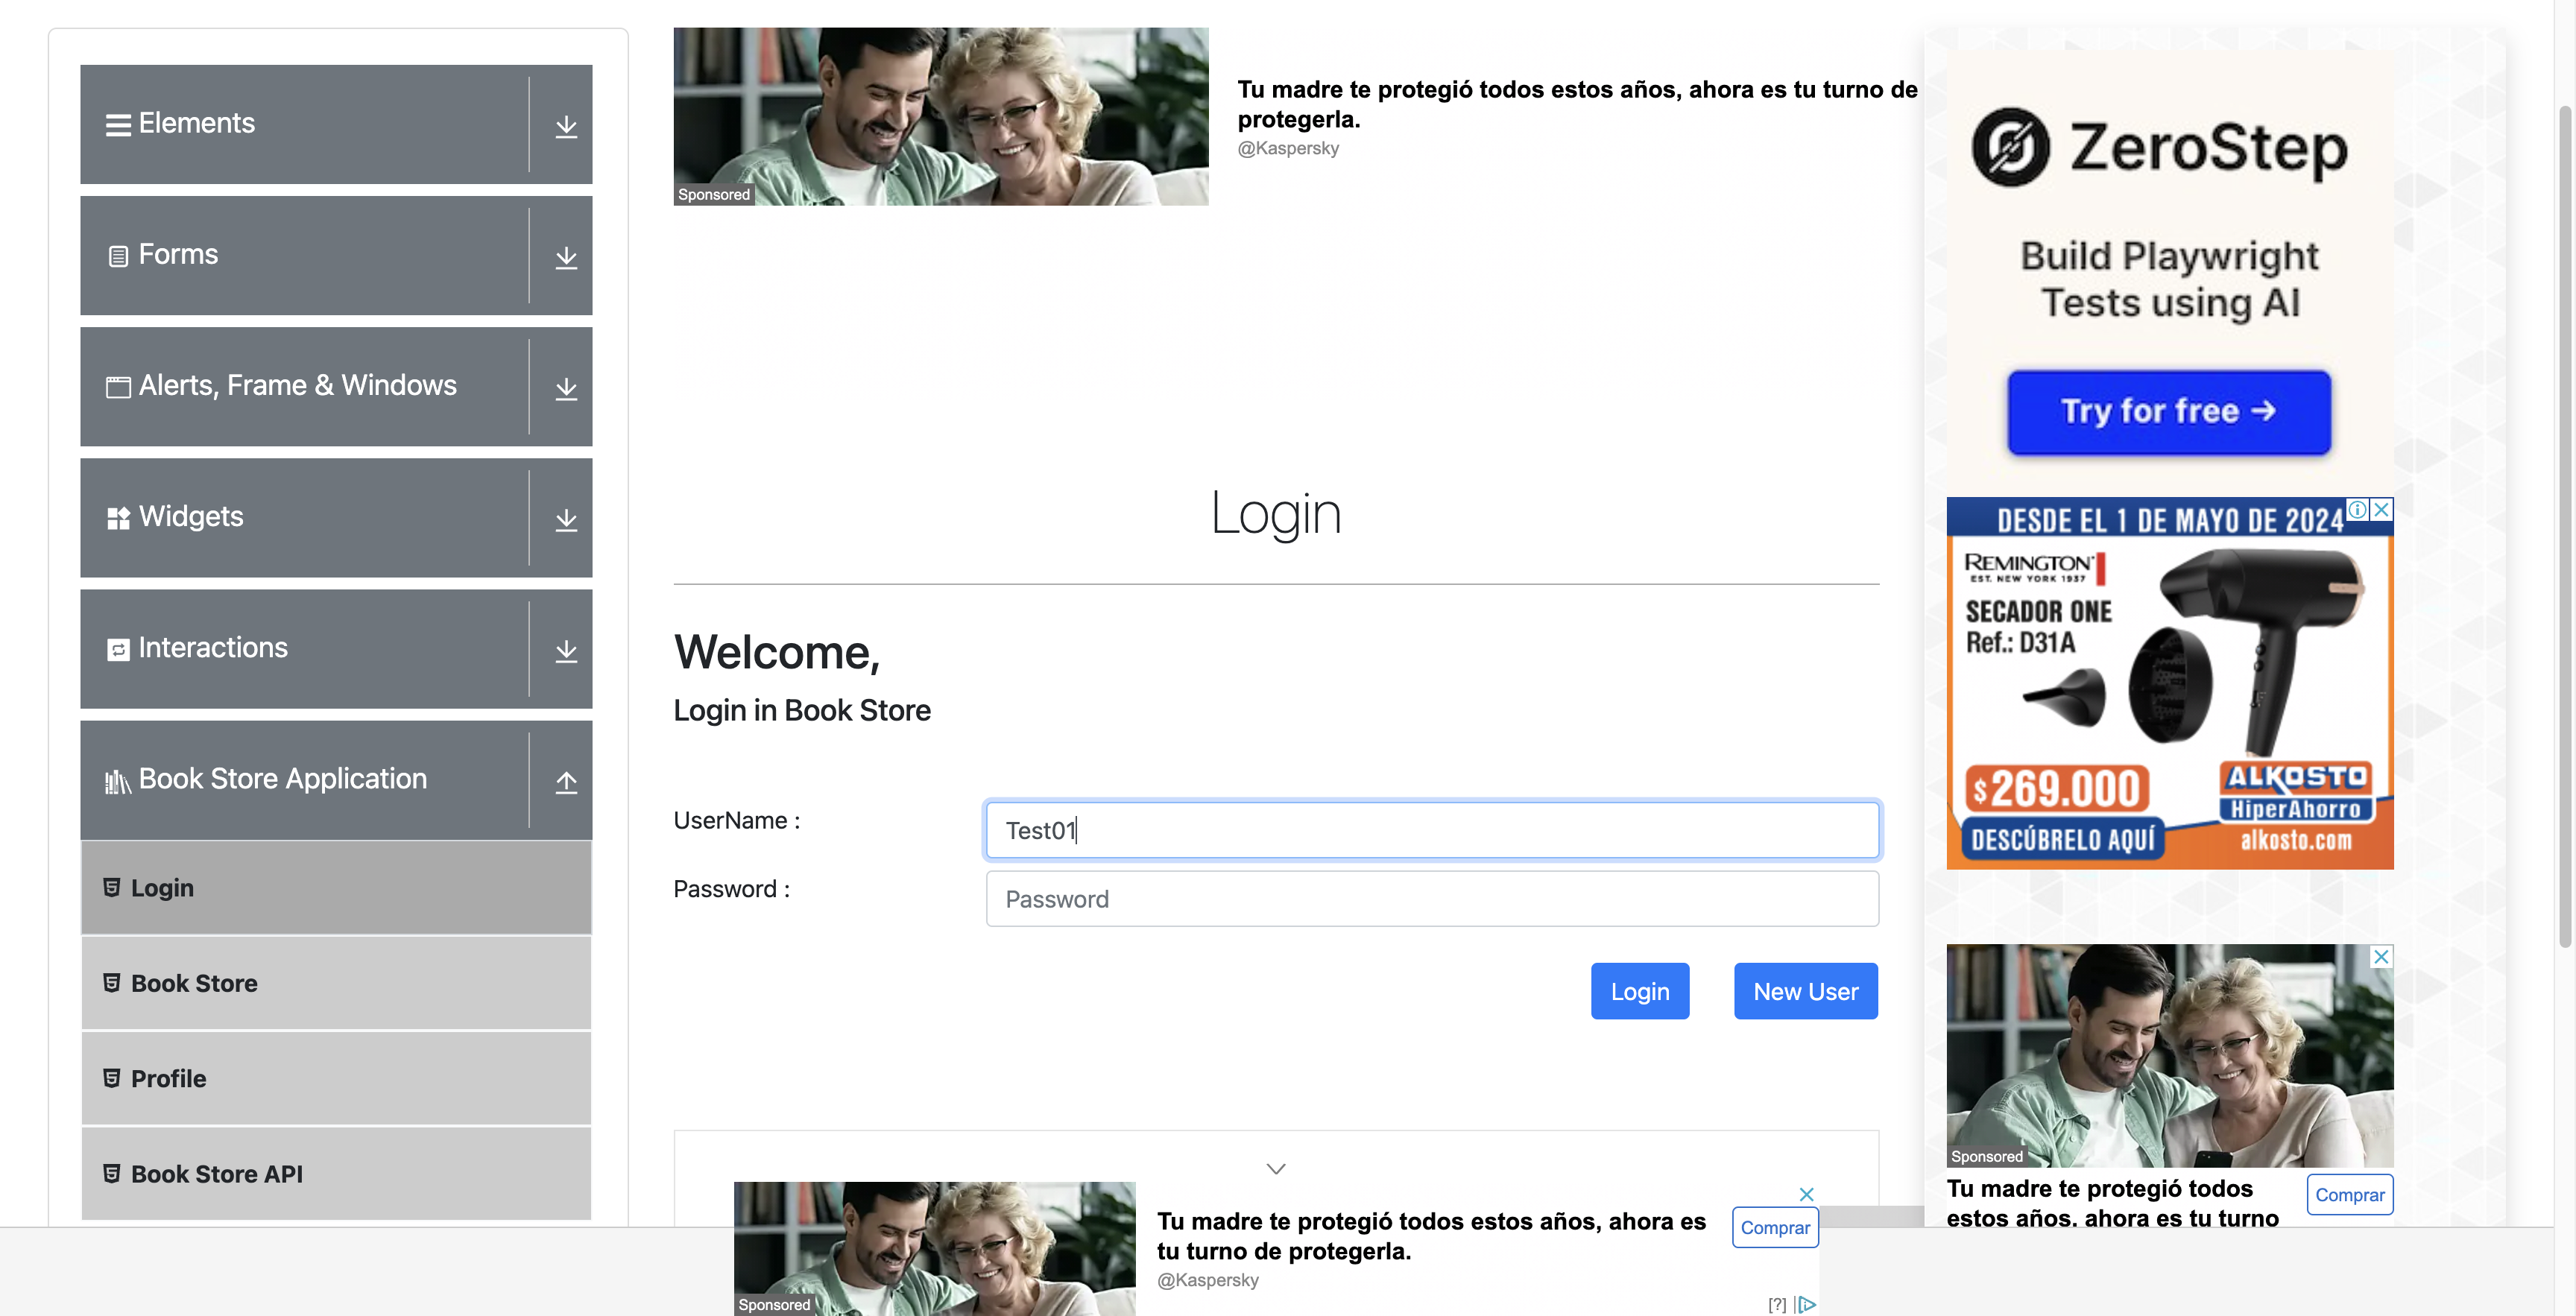 Elements
Forms
Alerts, Frame & Windows
Widgets
Interactions
Book Store Application
Login
Book Store
Profile
Book Store API
Sponsored
Tu madre te protegió todos estos años, ahora es tu turno de
protegerla.
@Kaspersky
Login
Welcome,
Login in Book Store
UserName :
Test01
Password :
Password
Login
New User
Sponsored
Tu madre te protegió todos estos años, ahora es
tu turno de protegerla.
@Kaspersky
Comprar
[?]
ZeroStep
Build Playwright
Tests using AI
Try for free →
DESDE EL 1 DE MAYO DE 2024
REMINGTON
EST. NEW YORK 1937
SECADOR ONE
Ref.: D31A
$269.000
DESCÚBRELO AQUÍ
ALKOSTO
HiperAhorro
alkosto.com
Sponsored
Tu madre te protegió todos
estos años, ahora es tu turno
Comprar